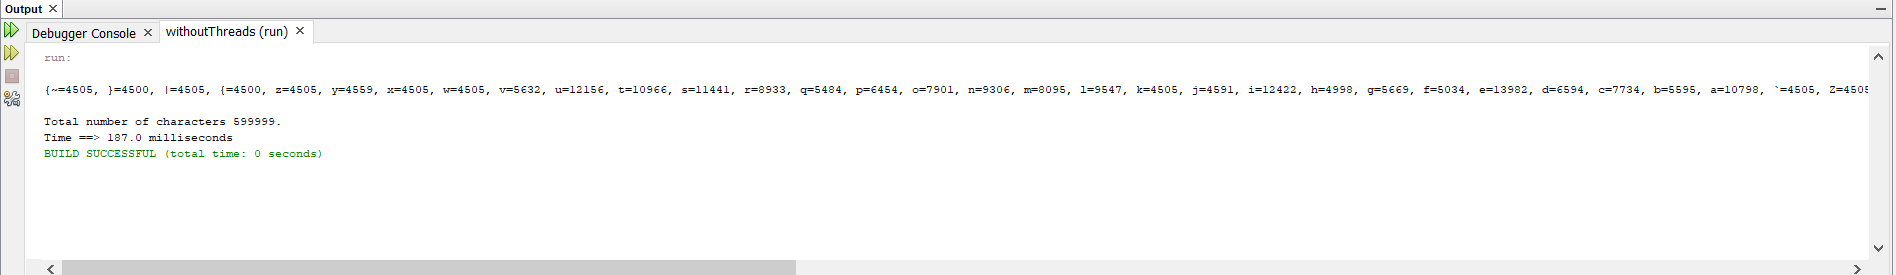 Output
Debugger Console withoutThreads (run)
run:
{~=4505, }=4500, |=4505, {=4500, z=4505, y=4559, x=4505, w=4505, v=5632, u=12156, t=10966, s=11441, r=8933, q=5484, p=6454, o=7901, n=9306, m=8095, l=9547, k=4505, j=4591, i=12422, h=4998, g=5669, f=5034, e=13982, d=6594, c=7734, b=5595, a=10798, `=4505, Z=4505
Total number of characters 599999.
Time ==> 187.0 milliseconds
BUILD SUCCESSFUL (total time: 0 seconds)